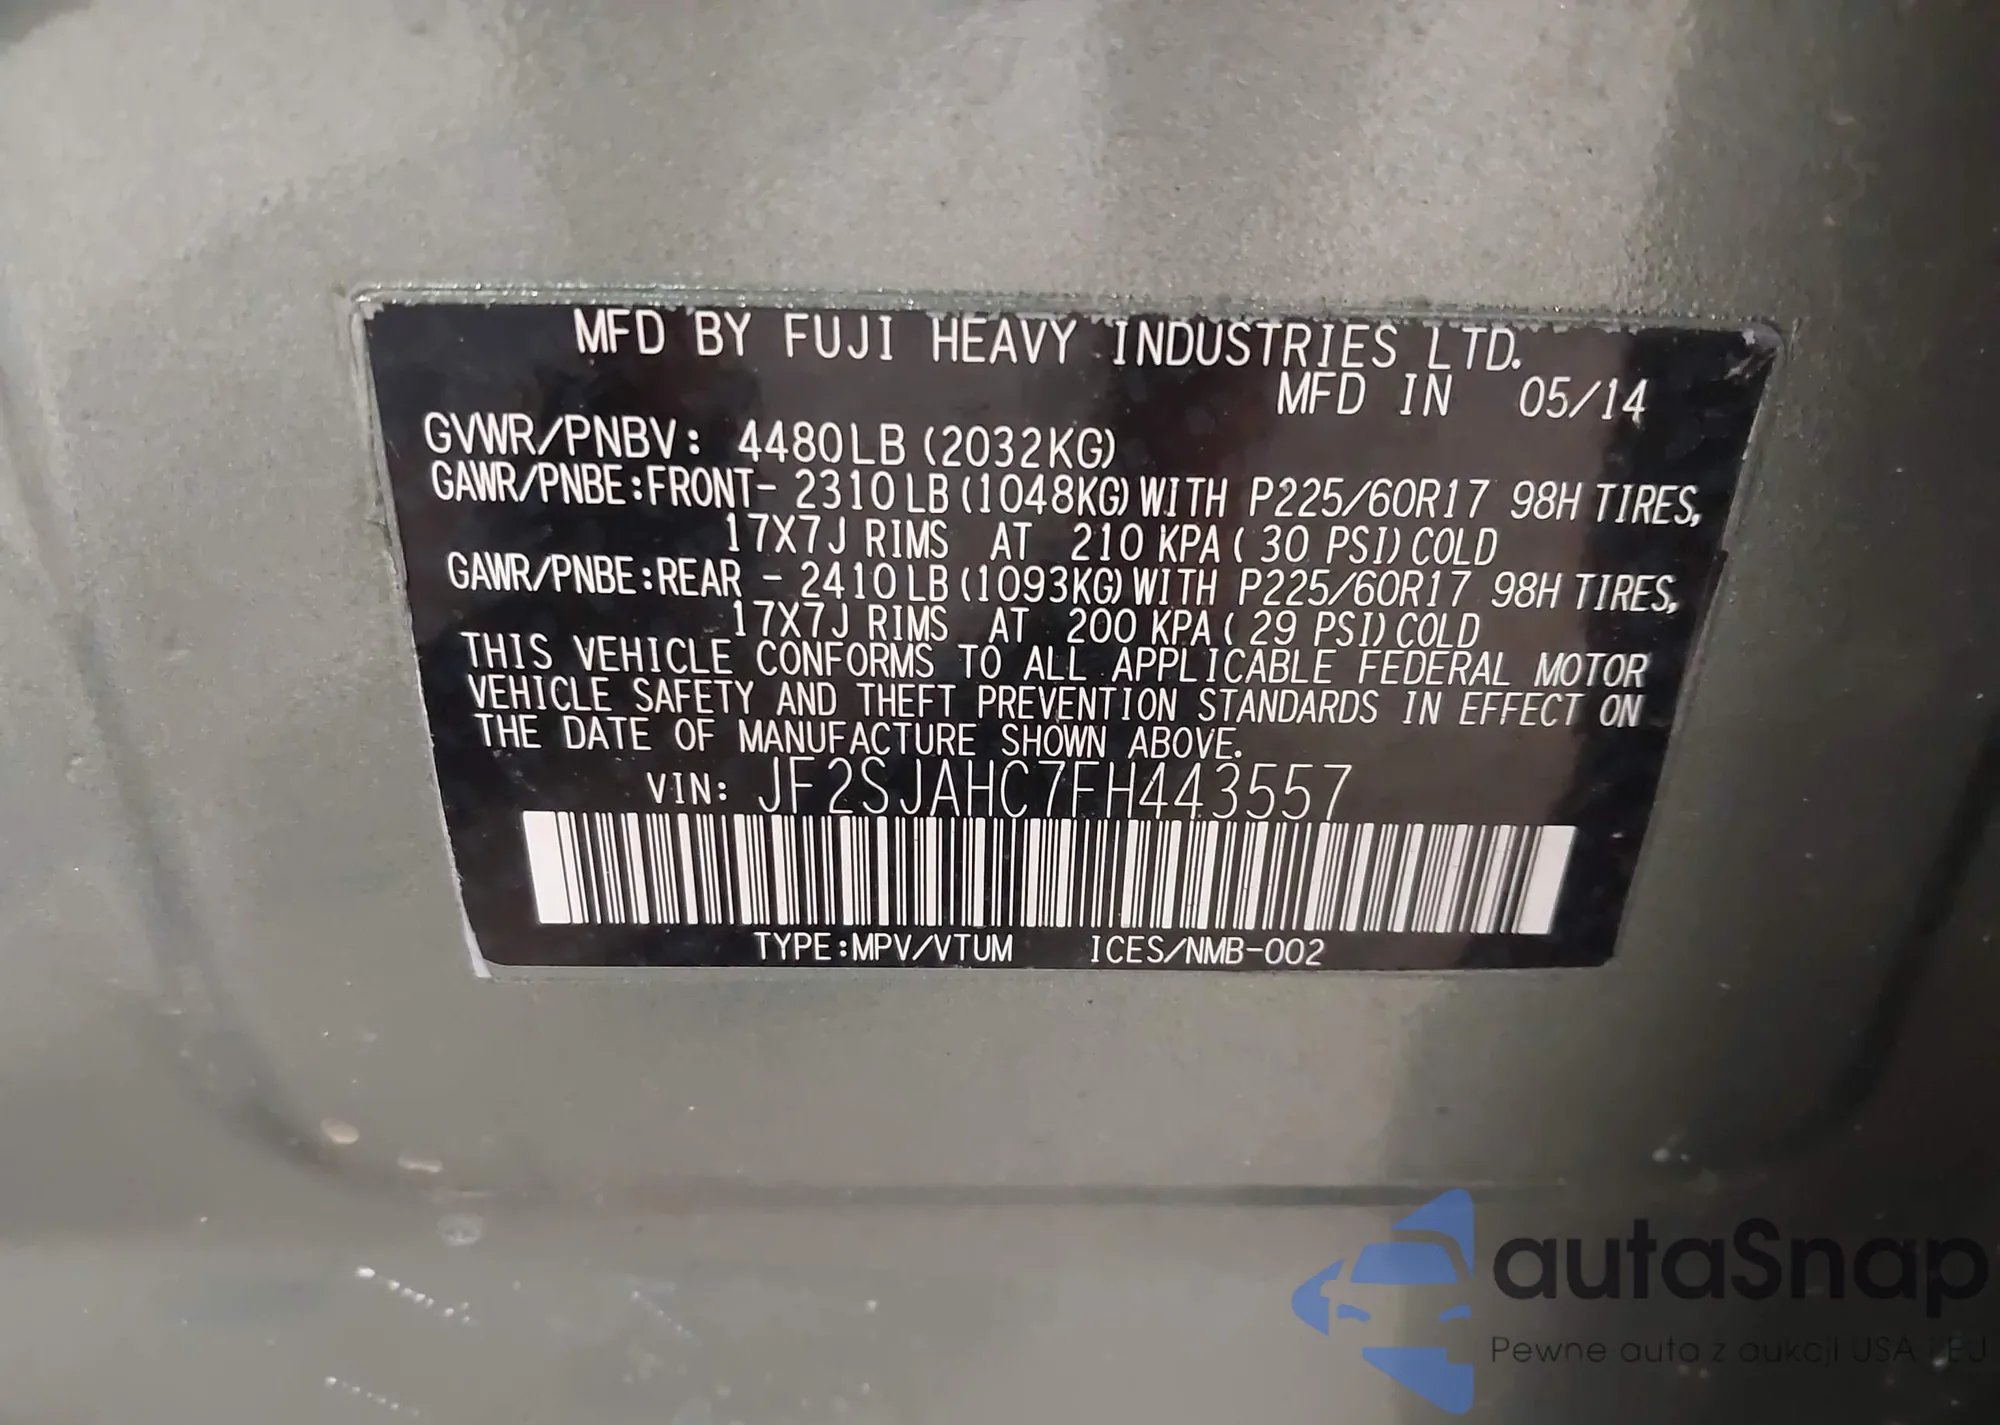 MFD BY FUJI HEAVY INDUSTRIES LTD.
MFD IN 05/14
GVWR/PNBV: 4480LB (2032KG)
GAWR/PNBE:FRONT- 2310LB(1048KG)WITH P225/60R17 98H TIRES,
17X7J RIMS AT 210 KPA( 30 PSI)COLD
GAWR/PNBE:REAR - 2410LB(1093KG)WITH P225/60R17 98H TIRES,
17X7J RIMS AT 200 KPA( 29 PSI)COLD
THIS VEHICLE CONFORMS TO ALL APPLICABLE FEDERAL MOTOR
VEHICLE SAFETY AND THEFT PREVENTION STANDARDS IN EFFECT ON
THE DATE OF MANUFACTURE SHOWN ABOVE.
VIN: JF2SJAHC7FH443557
TYPE:MPV/VTUM ICES/NMB-002
autaSnap
Pewne auta z aukcji USA i EU